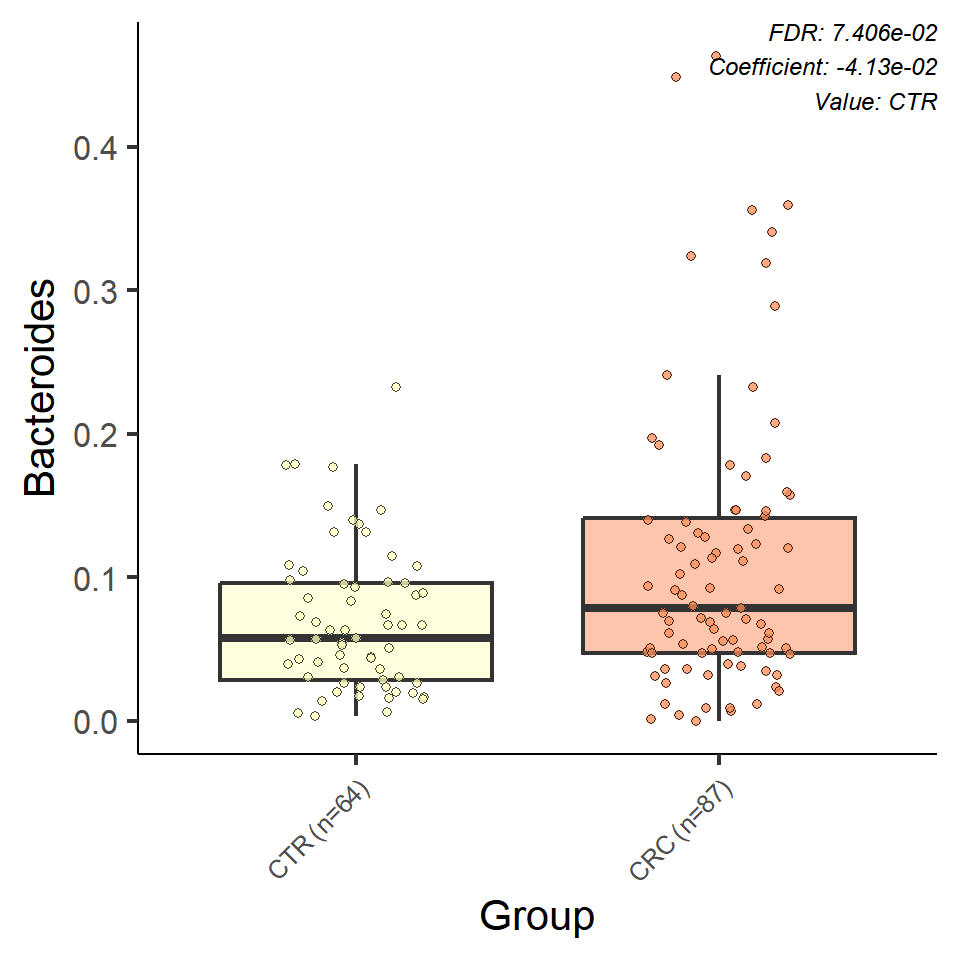 FDR: 7.406e-02
Coefficient: -4.13e-02
Value: CTR
0.4
0.3
0.2
0.1
0.0
Bacteroides
CTR (n=64)
CRC (n=87)
Group